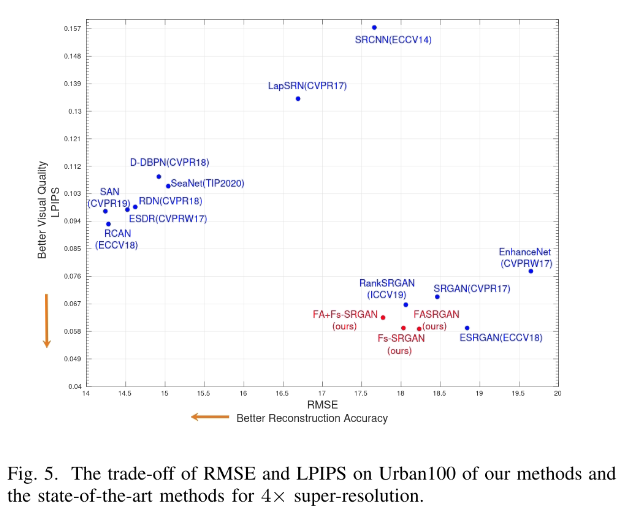 0.157
SRCNN(ECCV14)
0.148
0.139
LapSRN(CVPR17)
0.13
0.121
0.112
D-DBPN(CVPR18)
SeaNet(TIP2020)
0.103
SAN
(CVPR19)
RDN(CVPR18)
ESDR(CVPRW17)
0.094
RCAN
(ECCV18)
0.085
EnhanceNet
(CVPRW17)
0.076
RankSRGAN
(ICCV19)
SRGAN(CVPR17)
0.067
FA+Fs-SRGAN
(ours)
FASRGAN
(ours)
0.058
Fs-SRGAN
(ours)
ESRGAN(ECCV18)
0.049
0.04
Better Visual Quality
LPIPS
14 14.5 15 15.5 16 16.5 17 17.5 18 18.5 19 19.5 20
RMSE
Better Reconstruction Accuracy
Fig. 5. The trade-off of RMSE and LPIPS on Urban100 of our methods and
the state-of-the-art methods for 4× super-resolution.